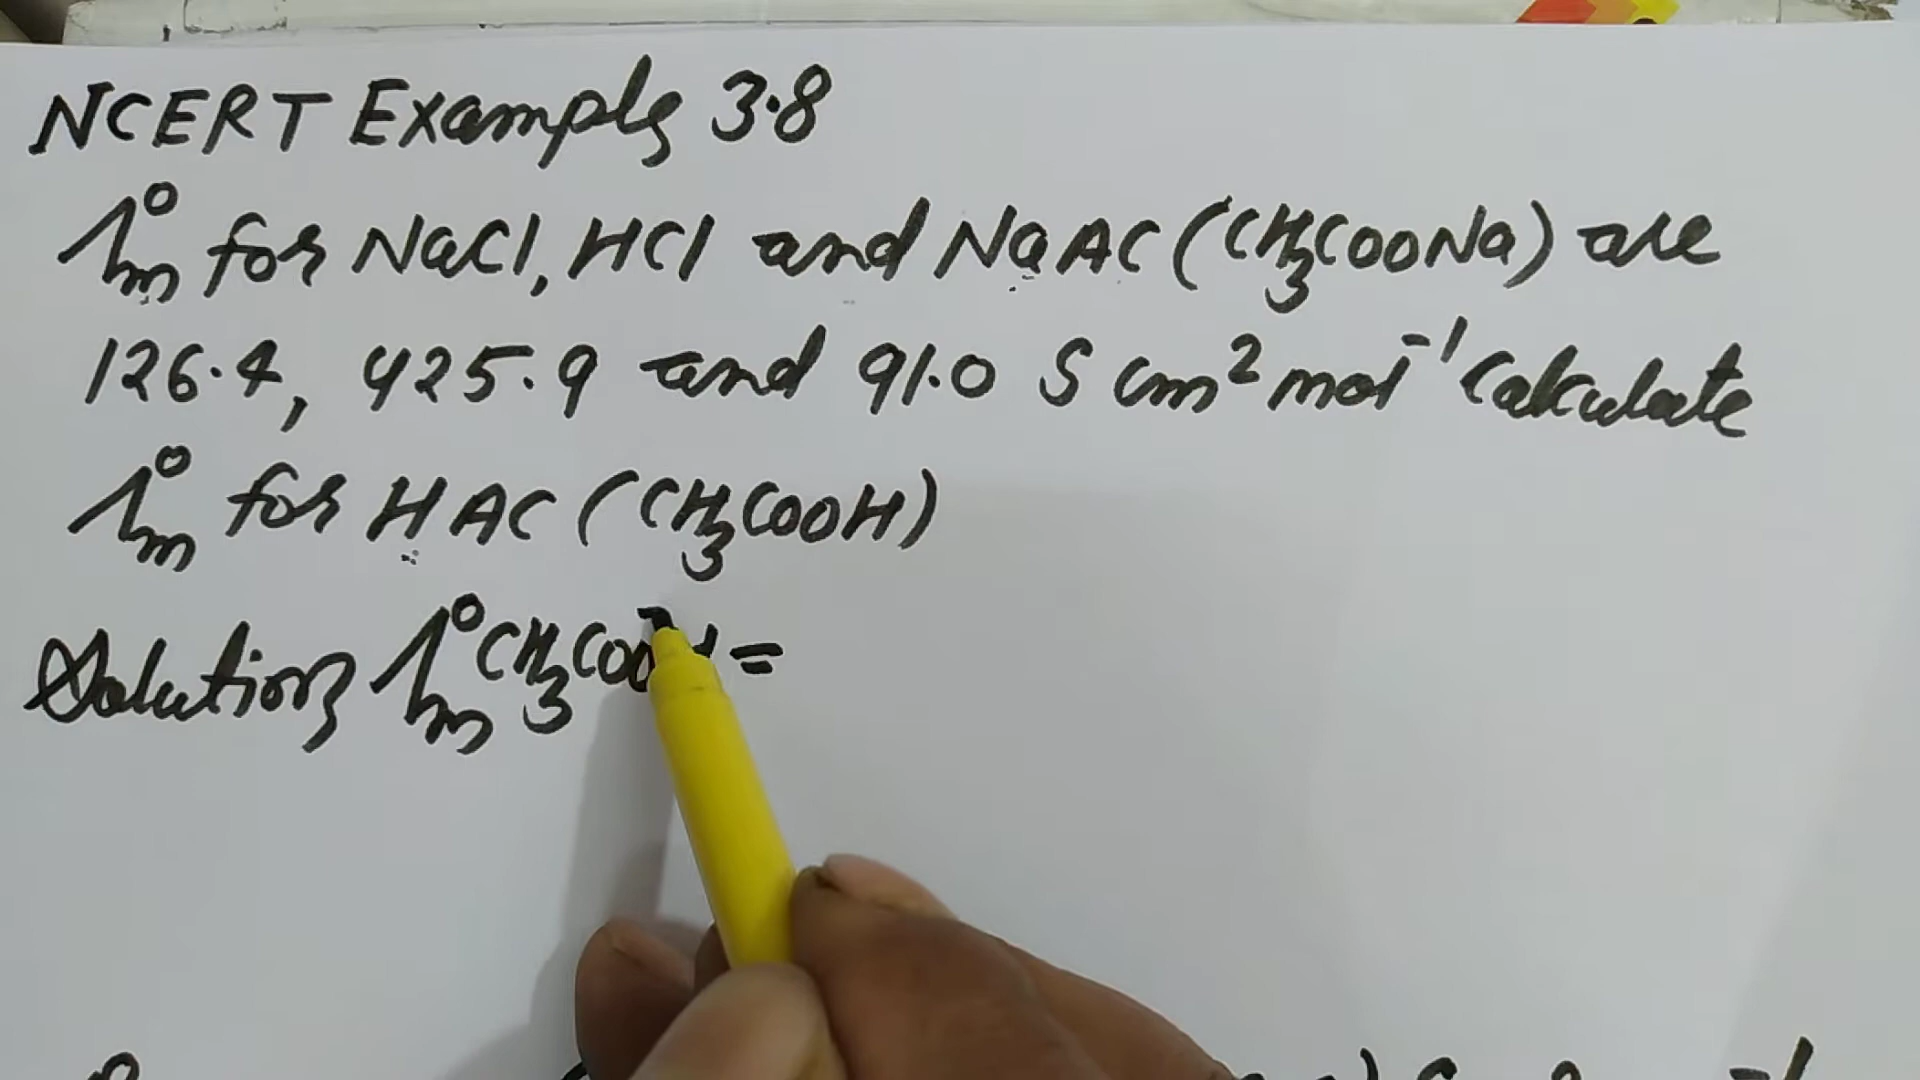 NCERT Example 3.8
Λ°m for NaCl, HCl and NaAC (CH₃COONa) are
126.4, 425.9 and 91.0 S cm² mol⁻¹ Calculate
Λ°m for HAC (CH₃COOH)
Solution Λ°m CH₃COOH =